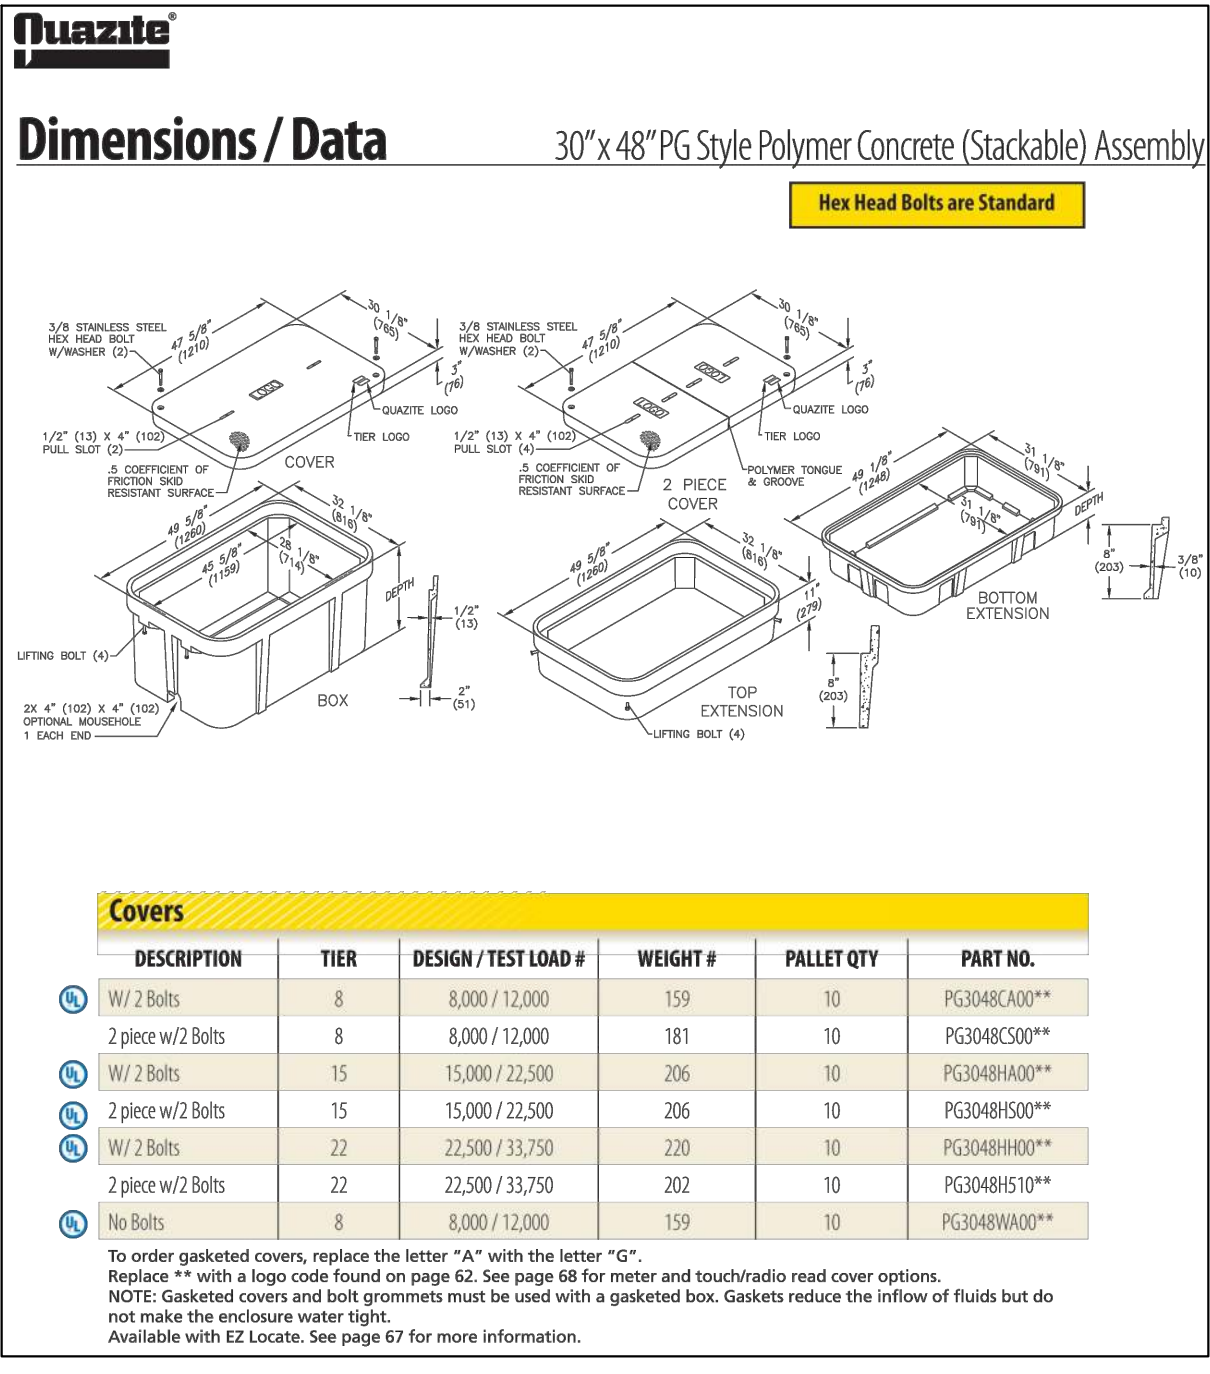 Quazite®
Dimensions / Data
30”x 48”PG Style Polymer Concrete (Stackable) Assembly
Hex Head Bolts are Standard
3/8 STAINLESS STEEL
HEX HEAD BOLT
W/WASHER (2)
47 5/8"
(1210)
30 1/8"
(765)
3"
(76)
LOGO
QUAZITE LOGO
TIER LOGO
1/2" (13) X 4" (102)
PULL SLOT (2)
.5 COEFFICIENT OF
FRICTION SKID
RESISTANT SURFACE
COVER
3/8 STAINLESS STEEL
HEX HEAD BOLT
W/WASHER (2)
47 5/8"
(1210)
30 1/8"
(765)
3"
(76)
LOGO
LOGO
QUAZITE LOGO
TIER LOGO
1/2" (13) X 4" (102)
PULL SLOT (4)
.5 COEFFICIENT OF
FRICTION SKID
RESISTANT SURFACE
POLYMER TONGUE
& GROOVE
2 PIECE
COVER
49 5/8"
(1260)
32 1/8"
(816)
45 5/8"
(1159)
28 1/8"
(714)
DEPTH
1/2"
(13)
2"
(51)
LIFTING BOLT (4)
2X 4" (102) X 4" (102)
OPTIONAL MOUSEHOLE
1 EACH END
BOX
49 5/8"
(1260)
32 1/8"
(816)
11"
(279)
8"
(203)
TOP
EXTENSION
LIFTING BOLT (4)
49 1/8"
(1248)
31 1/8"
(791)
31 1/8"
(791)
DEPTH
8"
(203)
3/8"
(10)
BOTTOM
EXTENSION
Covers
DESCRIPTION TIER DESIGN / TEST LOAD # WEIGHT # PALLET QTY PART NO.
UL W/ 2 Bolts 8 8,000 / 12,000 159 10 PG3048CA00**
2 piece w/2 Bolts 8 8,000 / 12,000 181 10 PG3048CS00**
UL W/ 2 Bolts 15 15,000 / 22,500 206 10 PG3048HA00**
UL 2 piece w/2 Bolts 15 15,000 / 22,500 206 10 PG3048HS00**
UL W/ 2 Bolts 22 22,500 / 33,750 220 10 PG3048HH00**
2 piece w/2 Bolts 22 22,500 / 33,750 202 10 PG3048H510**
UL No Bolts 8 8,000 / 12,000 159 10 PG3048WA00**
To order gasketed covers, replace the letter “A” with the letter “G”.
Replace ** with a logo code found on page 62. See page 68 for meter and touch/radio read cover options.
NOTE: Gasketed covers and bolt grommets must be used with a gasketed box. Gaskets reduce the inflow of fluids but do
not make the enclosure water tight.
Available with EZ Locate. See page 67 for more information.